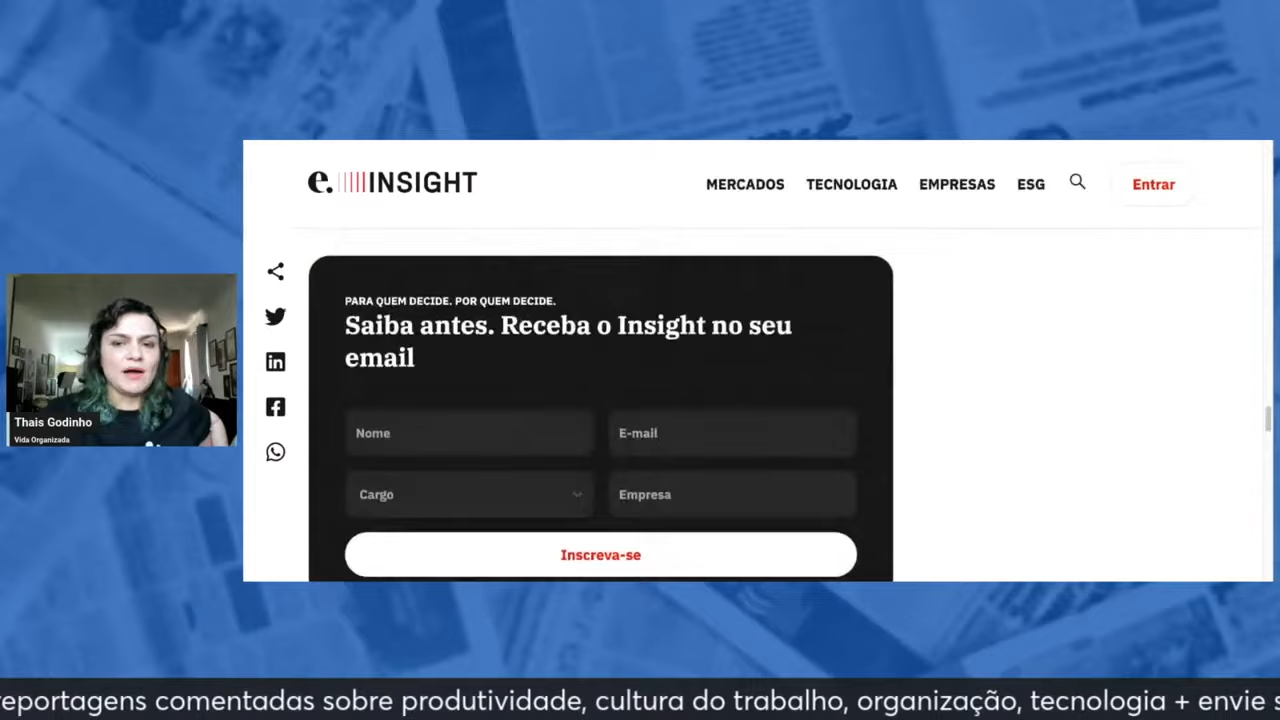 e. INSIGHT
MERCADOS TECNOLOGIA EMPRESAS ESG Entrar
PARA QUEM DECIDE. POR QUEM DECIDE.
Saiba antes. Receba o Insight no seu
email
Nome E-mail
Cargo Empresa
Inscreva-se
Thais Godinho
Vida Organizada
reportagens comentadas sobre produtividade, cultura do trabalho, organização, tecnologia + envie s